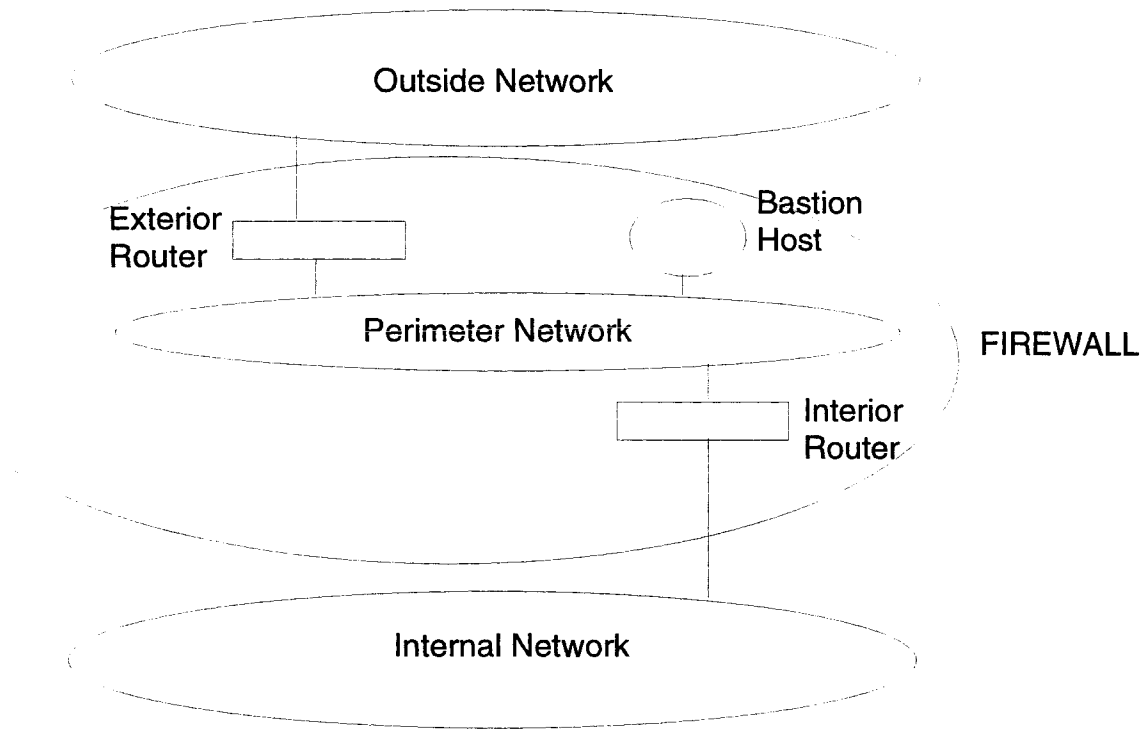 Outside Network
Exterior
Router
Bastion
Host
Perimeter Network
FIREWALL
Interior
Router
Internal Network